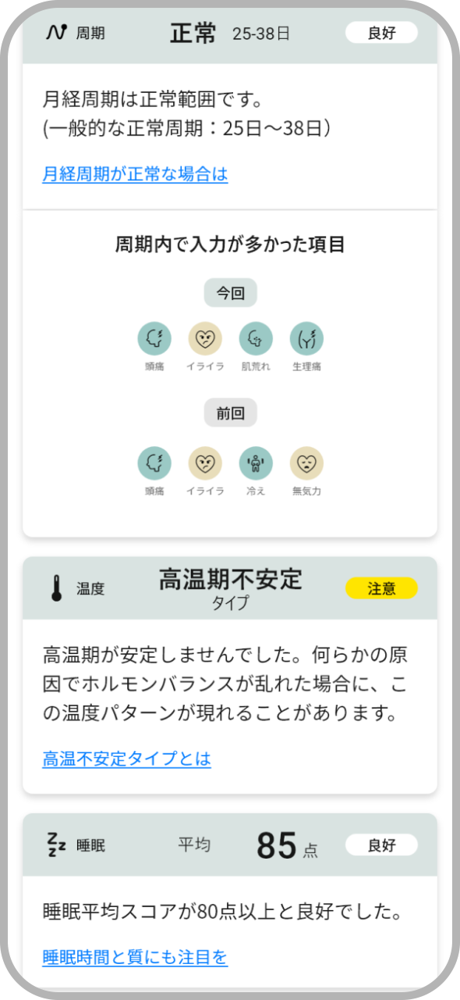 周期 正常 25-38日 良好
月経周期は正常範囲です。
(一般的な正常周期：25日〜38日）
月経周期が正常な場合は
周期内で入力が多かった項目
今回
頭痛 イライラ 肌荒れ 生理痛
前回
頭痛 イライラ 冷え 無気力
温度 高温期不安定 注意
タイプ
高温期が安定しませんでした。何らかの原
因でホルモンバランスが乱れた場合に、こ
の温度パターンが現れることがあります。
高温不安定タイプとは
睡眠 平均 85 点 良好
睡眠平均スコアが80点以上と良好でした。
睡眠時間と質にも注目を